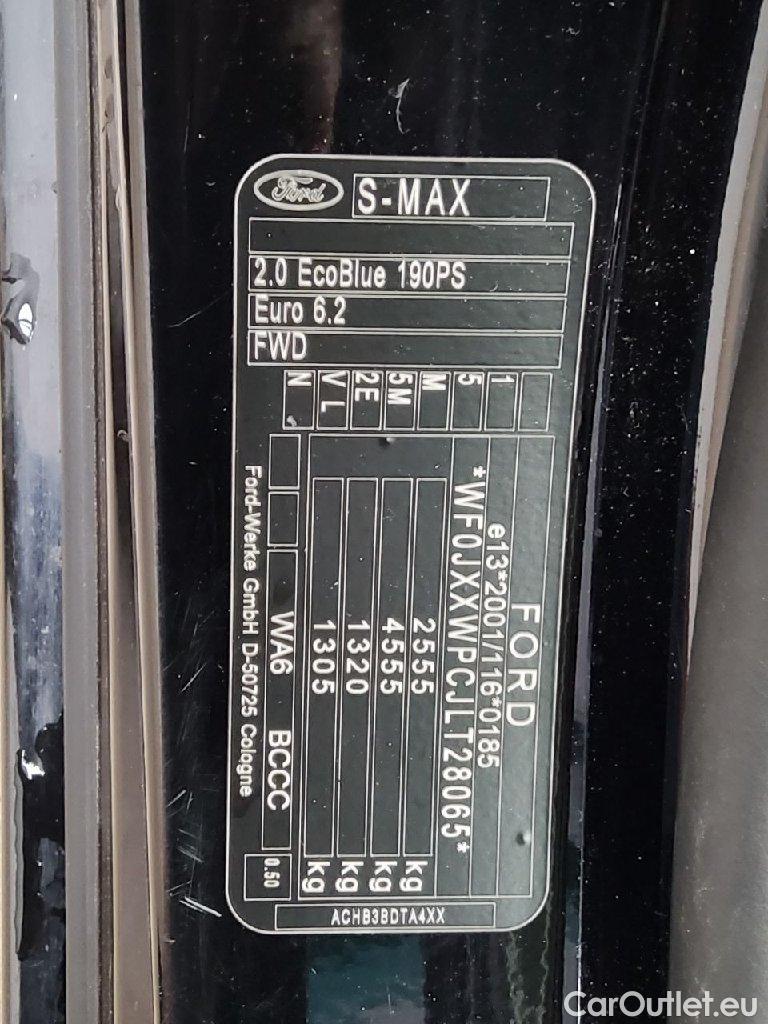 Ford
S-MAX
2.0 EcoBlue 190PS
Euro 6.2
FWD
1
5
M
5M
2E
V L
N
FORD
e13*2001/116*0185
*WF0JXXWPCJLT28065*
2555 kg
4555 kg
1320 kg
1305 kg
WA6 BCCC 0.50
Ford-Werke GmbH D-50725 Cologne
ACHB3BDTA4XX
CarOutlet.eu